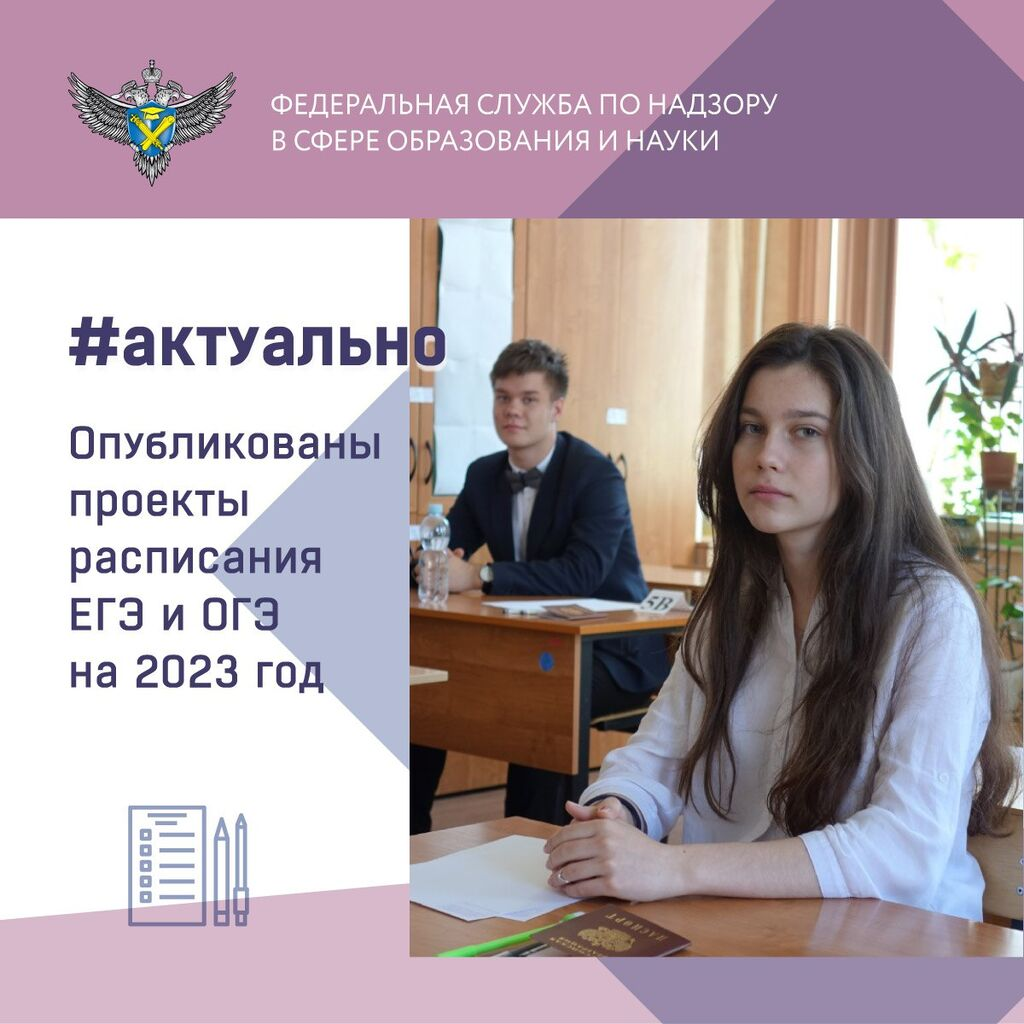 ФЕДЕРАЛЬНАЯ СЛУЖБА ПО НАДЗОРУ
В СФЕРЕ ОБРАЗОВАНИЯ И НАУКИ
#актуально
Опубликованы
проекты
расписания
ЕГЭ и ОГЭ
на 2023 год
5В
ПАСПОРТ